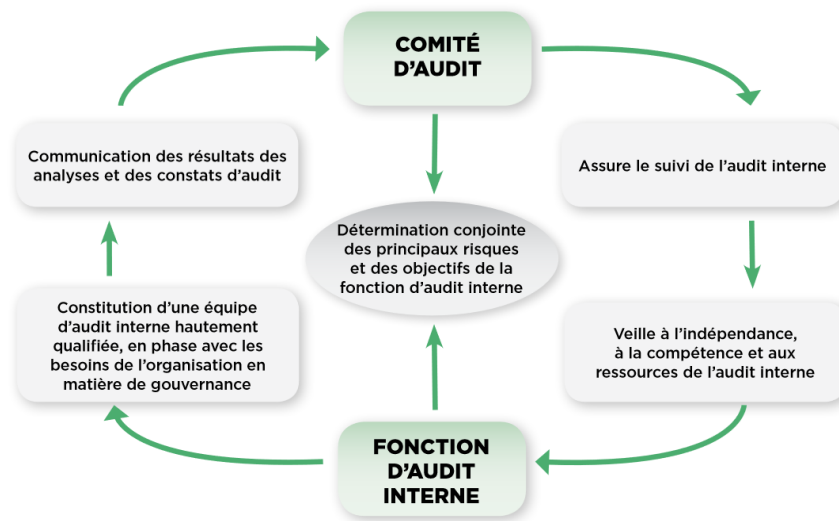 COMITÉ
D'AUDIT
Communication des résultats des
analyses et des constats d'audit
Assure le suivi de l'audit interne
Détermination conjointe
des principaux risques
et des objectifs de la
fonction d'audit interne
Constitution d'une équipe
d'audit interne hautement
qualifiée, en phase avec les
besoins de l'organisation en
matière de gouvernance
Veille à l'indépendance,
à la compétence et aux
ressources de l'audit interne
FONCTION
D'AUDIT
INTERNE